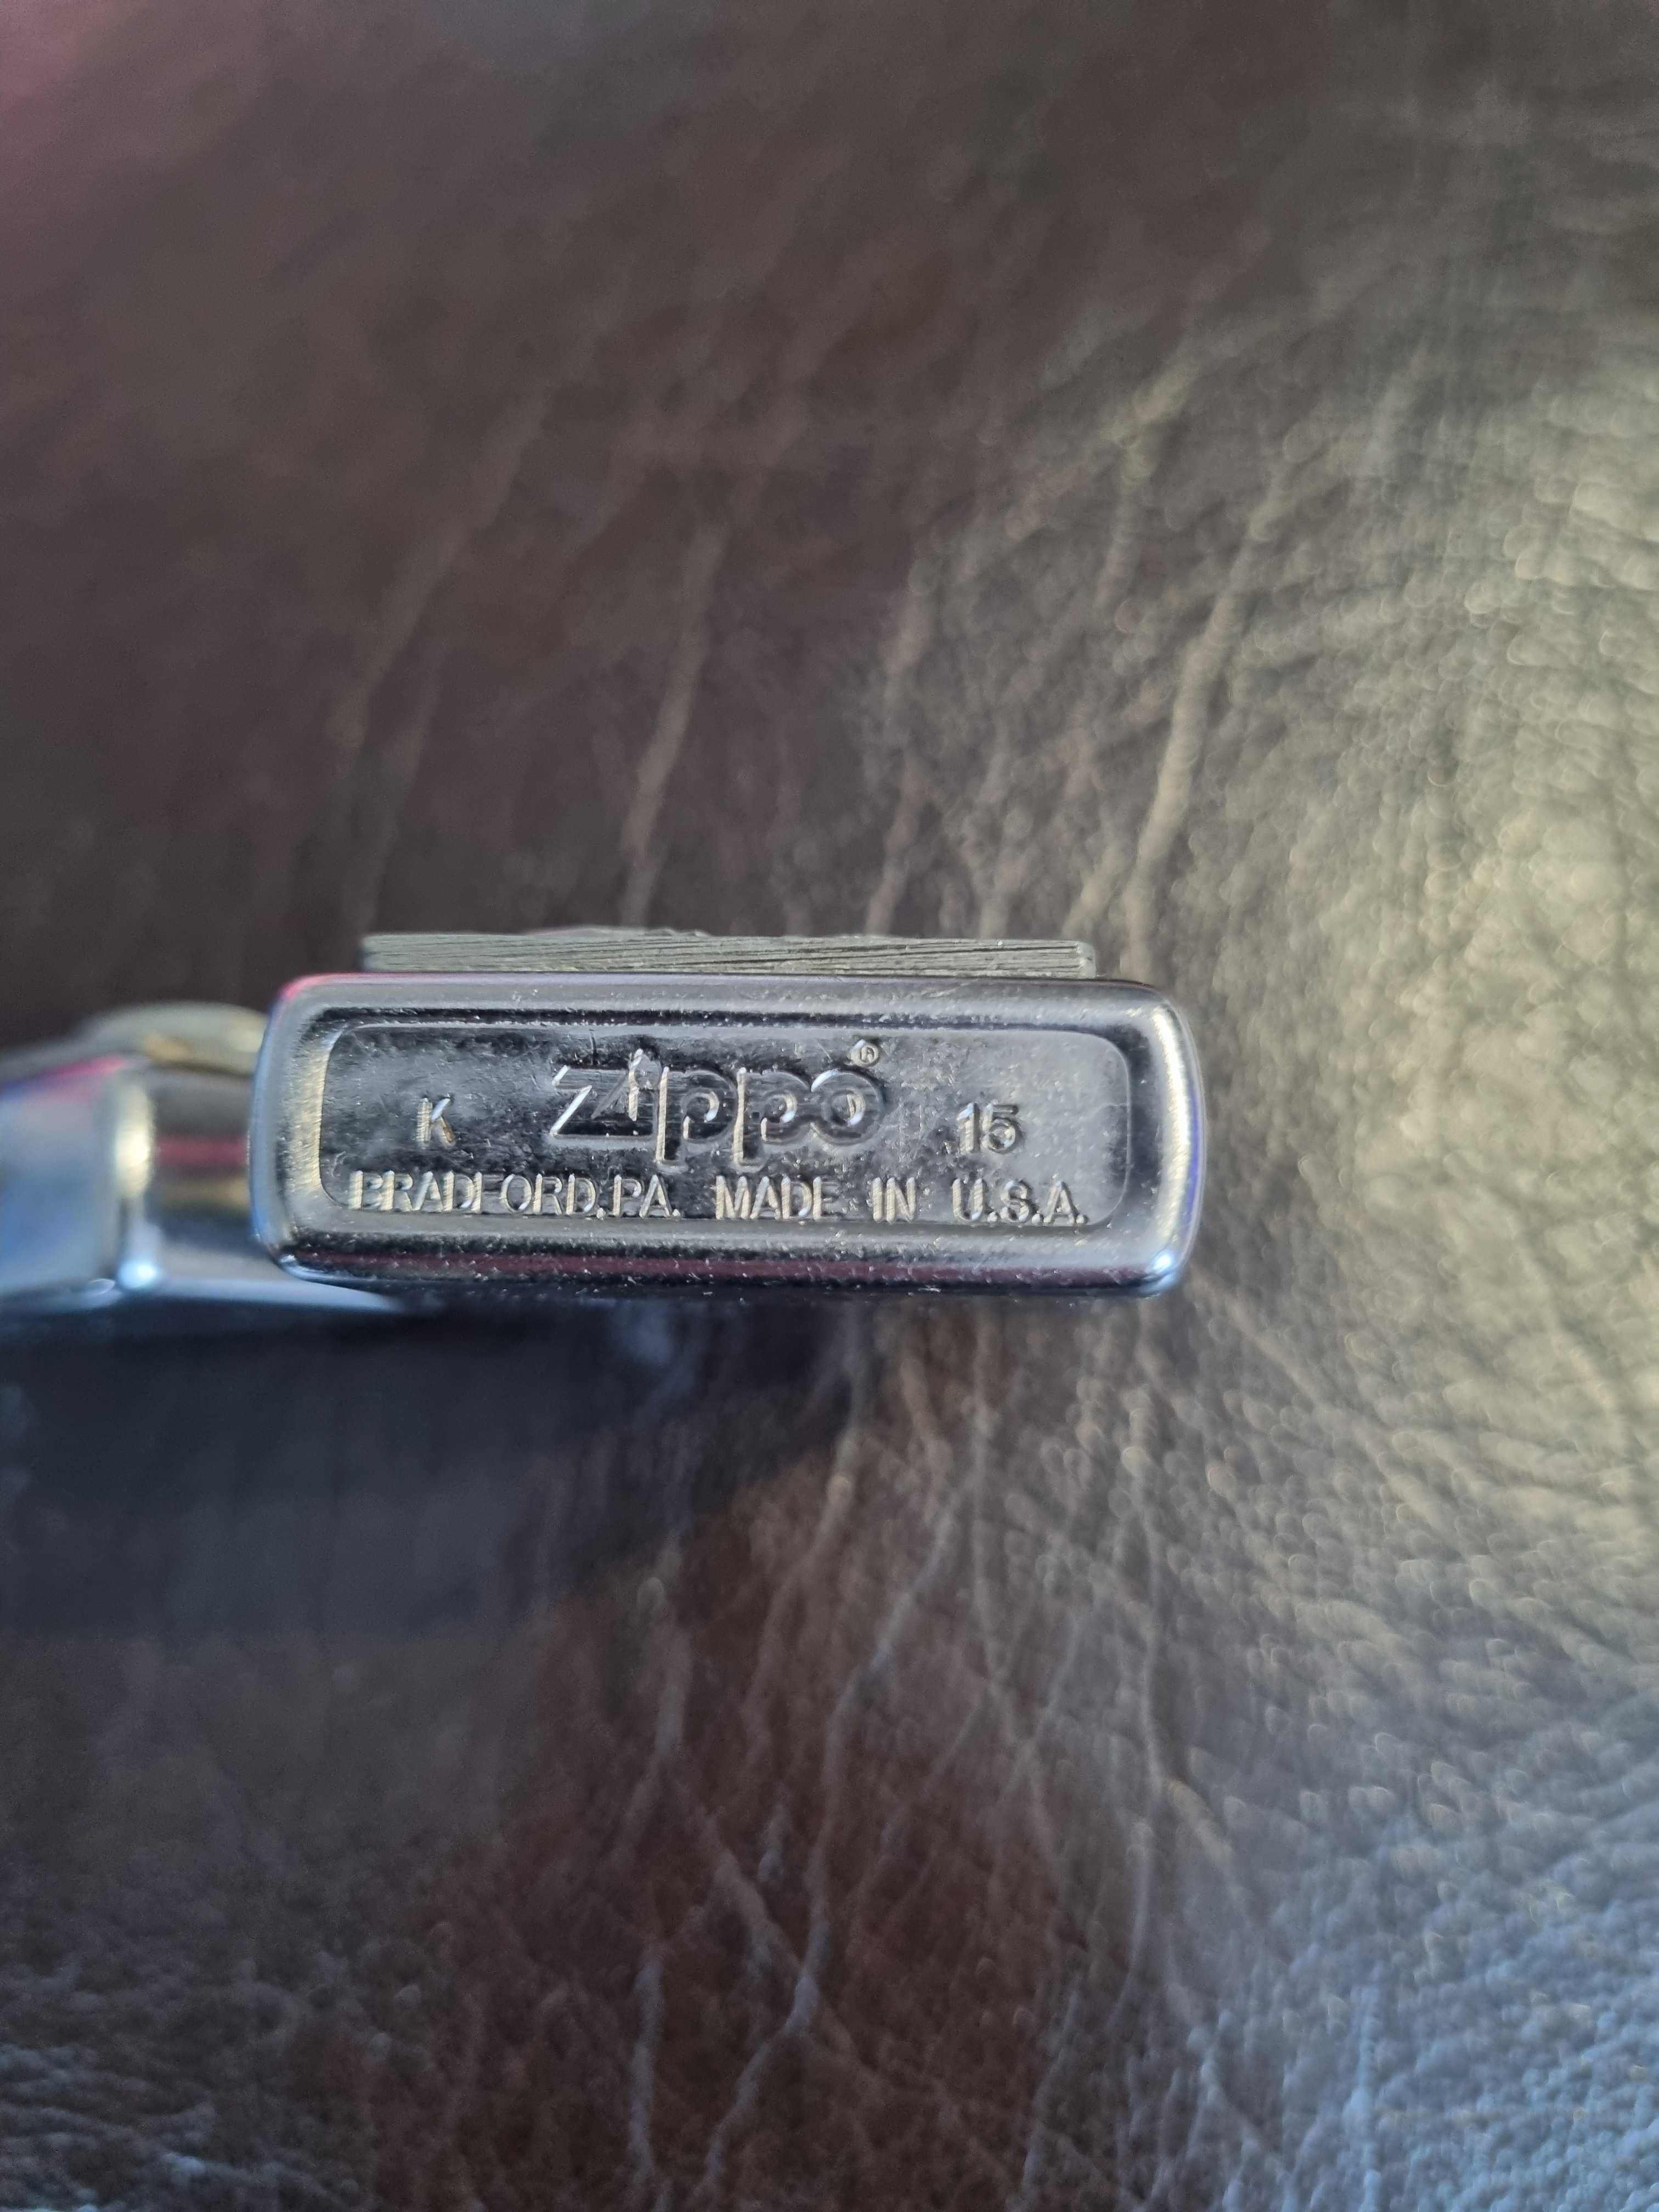 K Zippo® 15
BRADFORD, PA. MADE IN U.S.A.